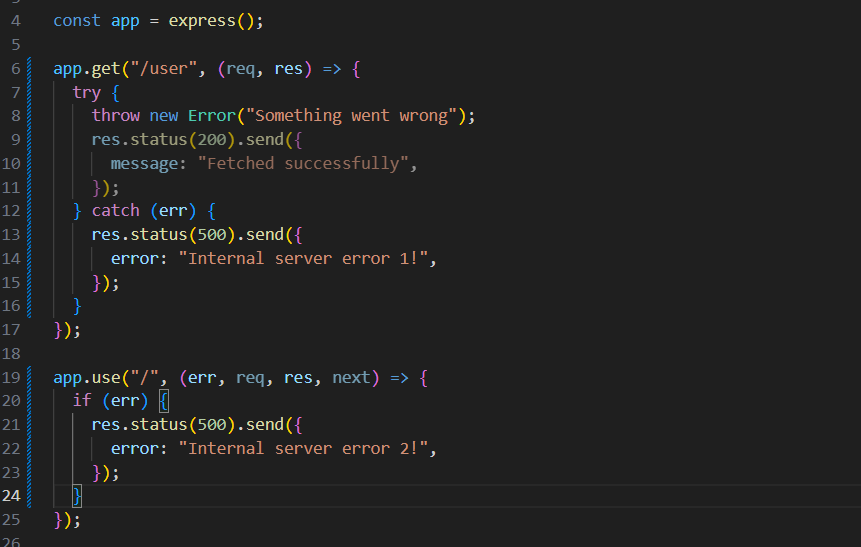 4 const app = express();
5
6 app.get("/user", (req, res) => {
7 try {
8 throw new Error("Something went wrong");
9 res.status(200).send({
10 message: "Fetched successfully",
11 });
12 } catch (err) {
13 res.status(500).send({
14 error: "Internal server error 1!",
15 });
16 }
17 });
18
19 app.use("/", (err, req, res, next) => {
20 if (err) {
21 res.status(500).send({
22 error: "Internal server error 2!",
23 });
24 }
25 });
26